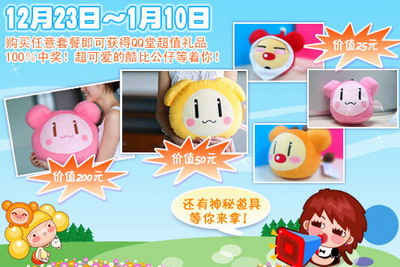 12月23日～1月10日
购买任意套餐即可获得QQ堂超值礼品
100%中奖！超可爱的酷比公仔等着你！
价值25元
价值50元
价值200元
还有神秘道具
等你来拿！